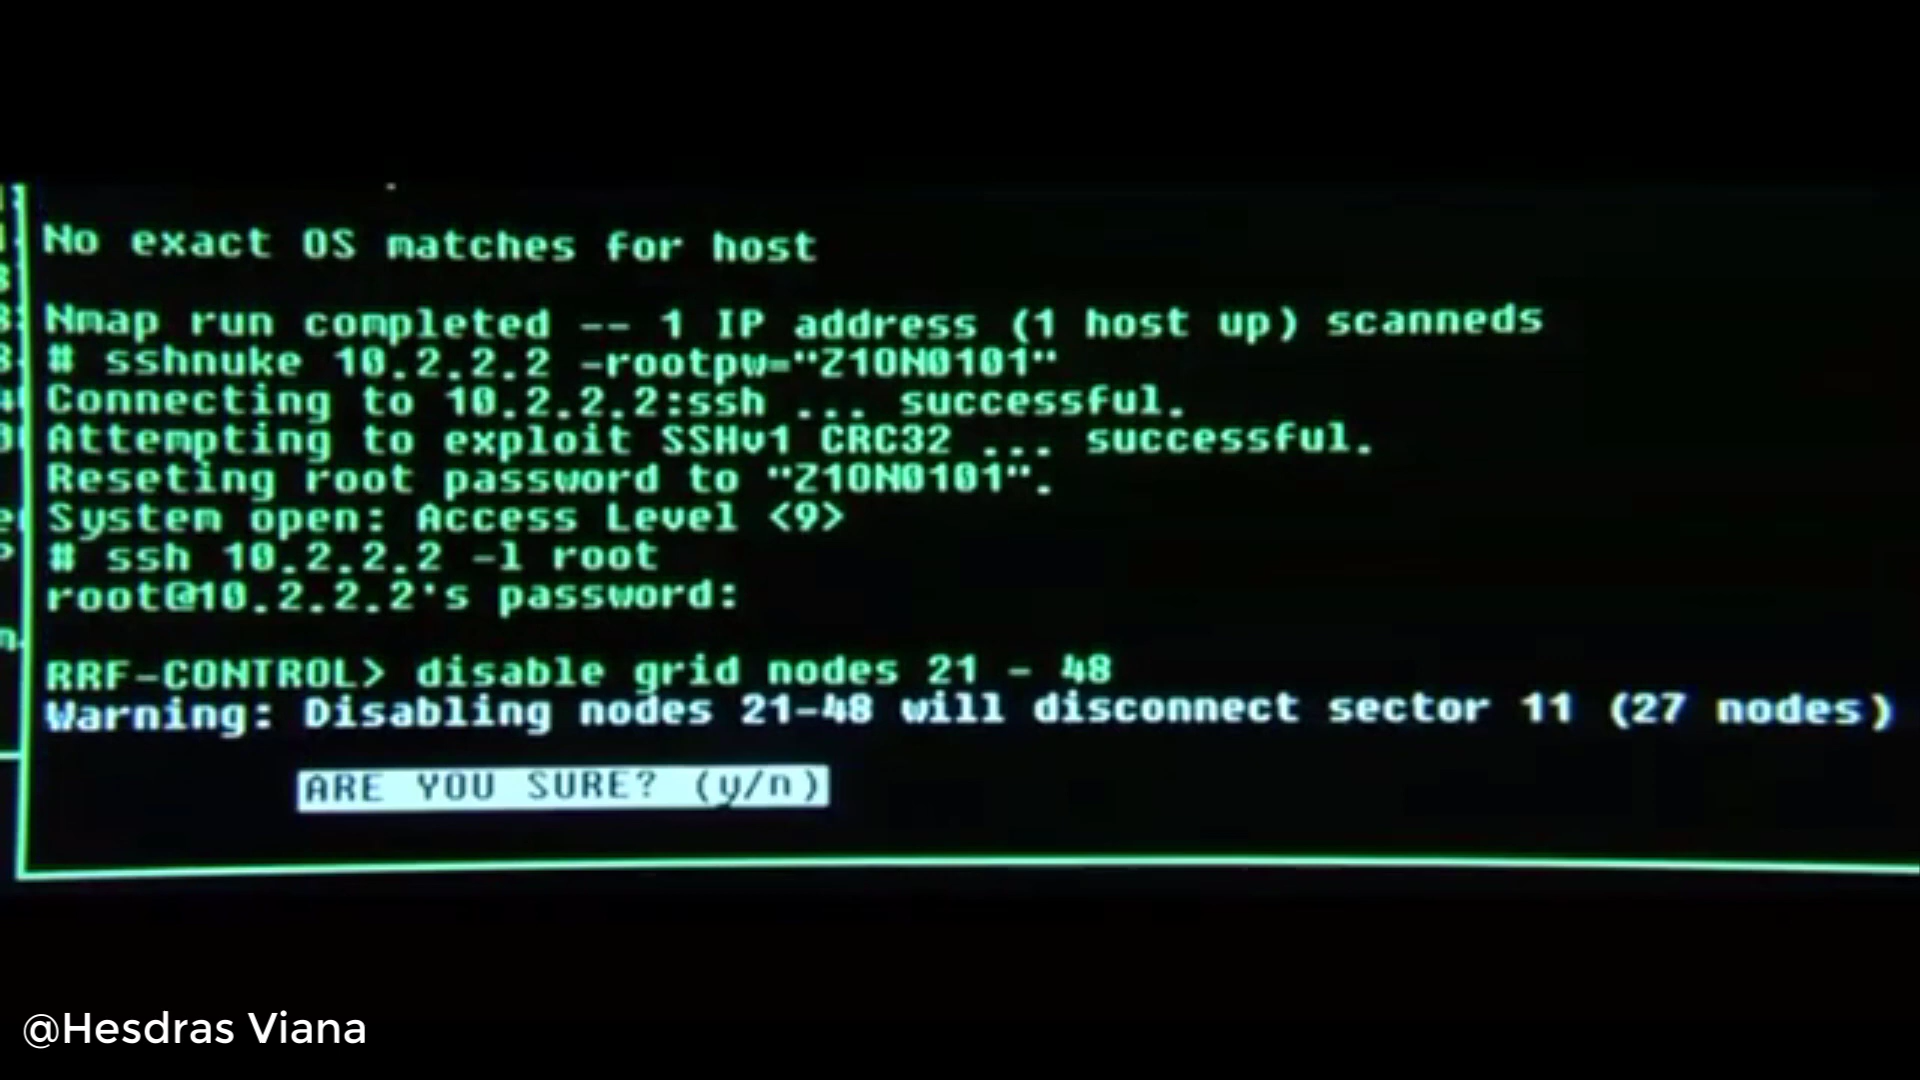 No exact OS matches for host
Nmap run completed -- 1 IP address (1 host up) scanneds
# sshnuke 10.2.2.2 -rootpw="Z1ON0101"
Connecting to 10.2.2.2:ssh ... successful.
Attempting to exploit SSHv1 CRC32 ... successful.
Reseting root password to "Z1ON0101".
System open: Access Level <9>
# ssh 10.2.2.2 -l root
root@10.2.2.2's password:
RRF-CONTROL> disable grid nodes 21 - 48
Warning: Disabling nodes 21-48 will disconnect sector 11 (27 nodes)
ARE YOU SURE? (y/n)
@Hesdras Viana